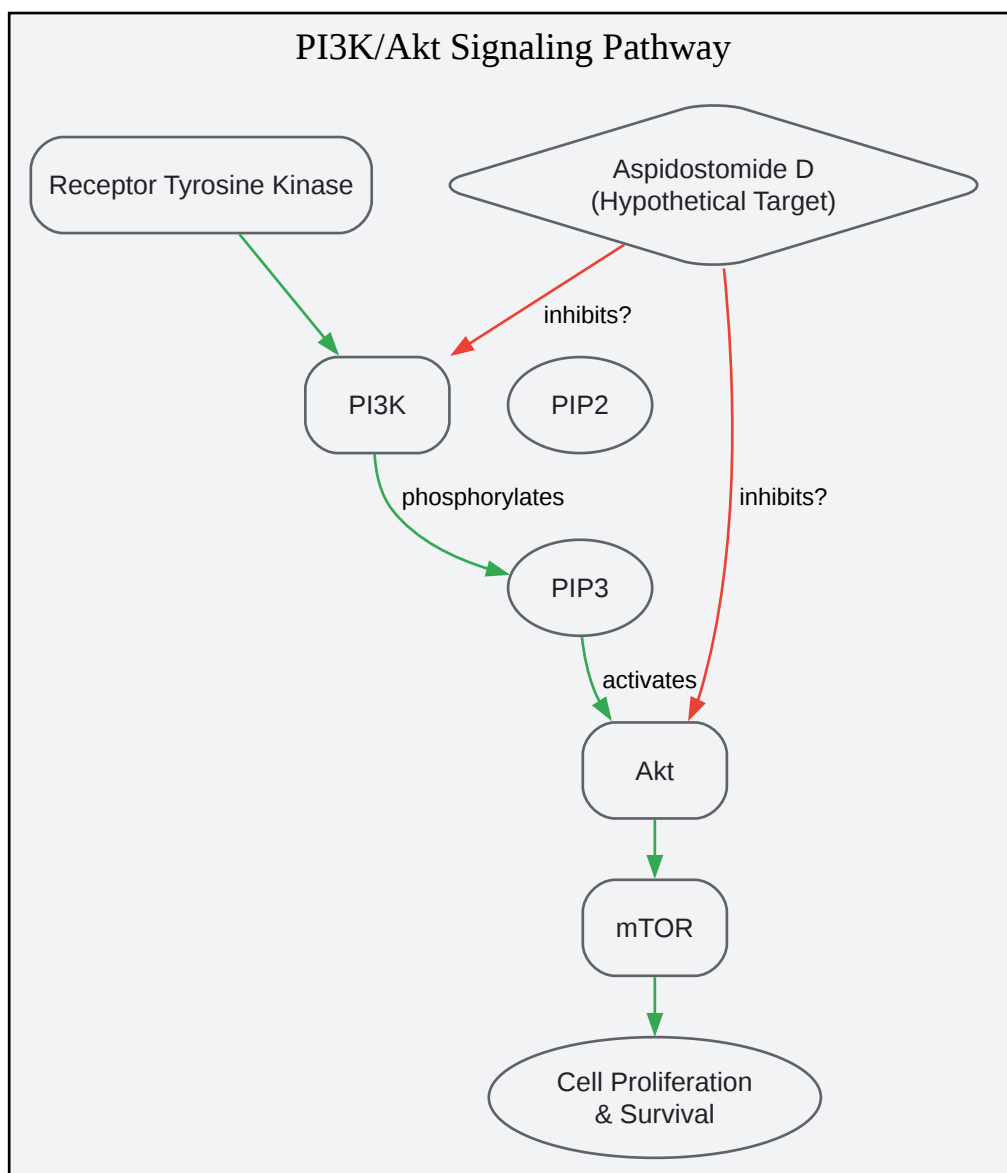 PI3K/Akt Signaling Pathway
Receptor Tyrosine Kinase
Aspidostomide D
(Hypothetical Target)
inhibits?
PI3K
PIP2
phosphorylates
inhibits?
PIP3
activates
Akt
mTOR
Cell Proliferation
& Survival